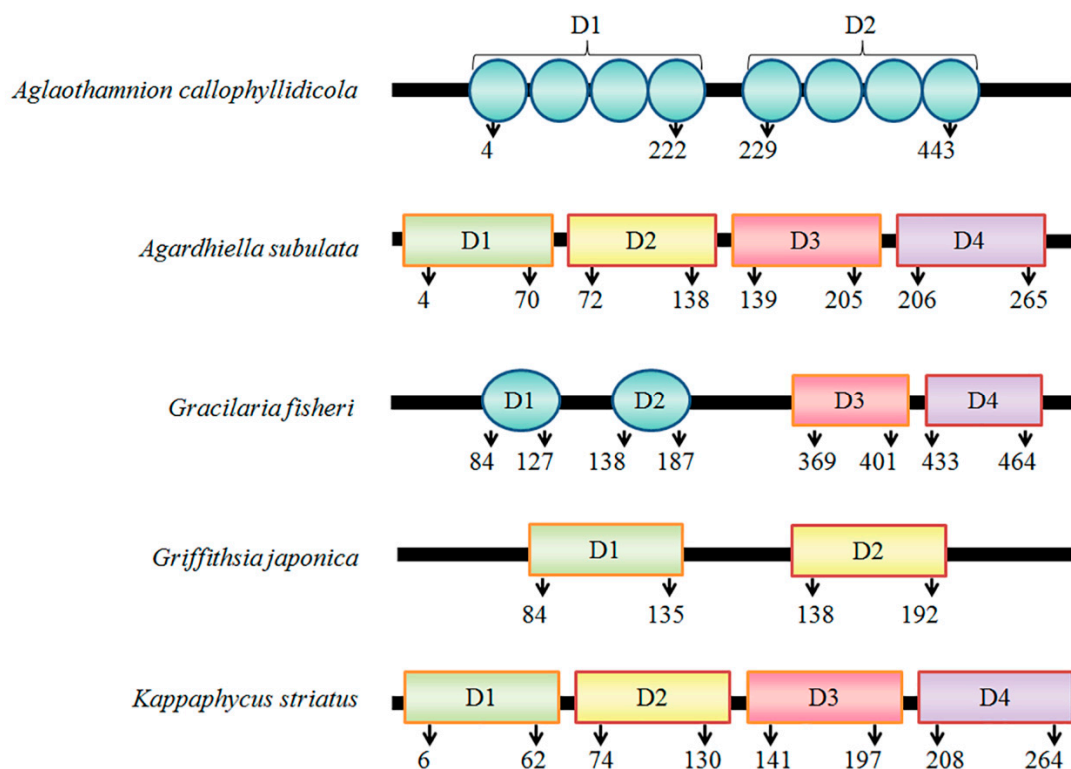 D1 D2
Aglaothamnion callophyllidicola
4 222 229 443
Agardhiella subulata D1 D2 D3 D4
4 70 72 138 139 205 206 265
Gracilaria fisheri D1 D2 D3 D4
84 127 138 187 369 401 433 464
Griffithsia japonica D1 D2
84 135 138 192
Kappaphycus striatus D1 D2 D3 D4
6 62 74 130 141 197 208 264